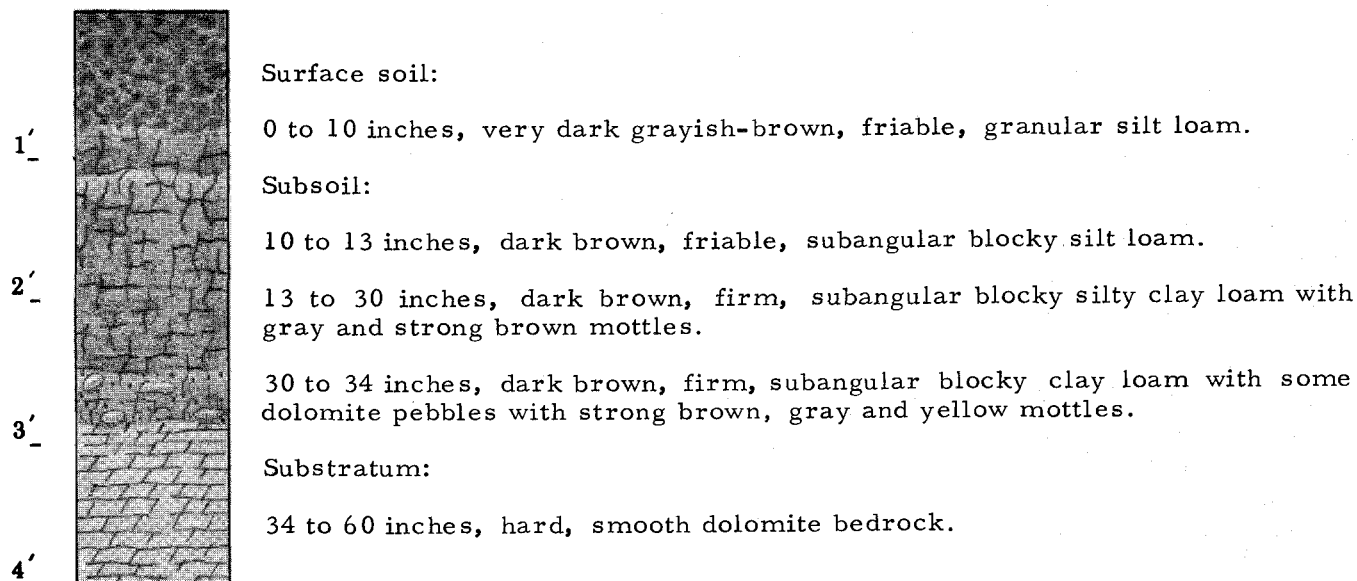 Surface soil:
1'
0 to 10 inches, very dark grayish-brown, friable, granular silt loam.
Subsoil:
10 to 13 inches, dark brown, friable, subangular blocky silt loam.
2'
13 to 30 inches, dark brown, firm, subangular blocky silty clay loam with
gray and strong brown mottles.
30 to 34 inches, dark brown, firm, subangular blocky clay loam with some
dolomite pebbles with strong brown, gray and yellow mottles.
3'
Substratum:
34 to 60 inches, hard, smooth dolomite bedrock.
4'